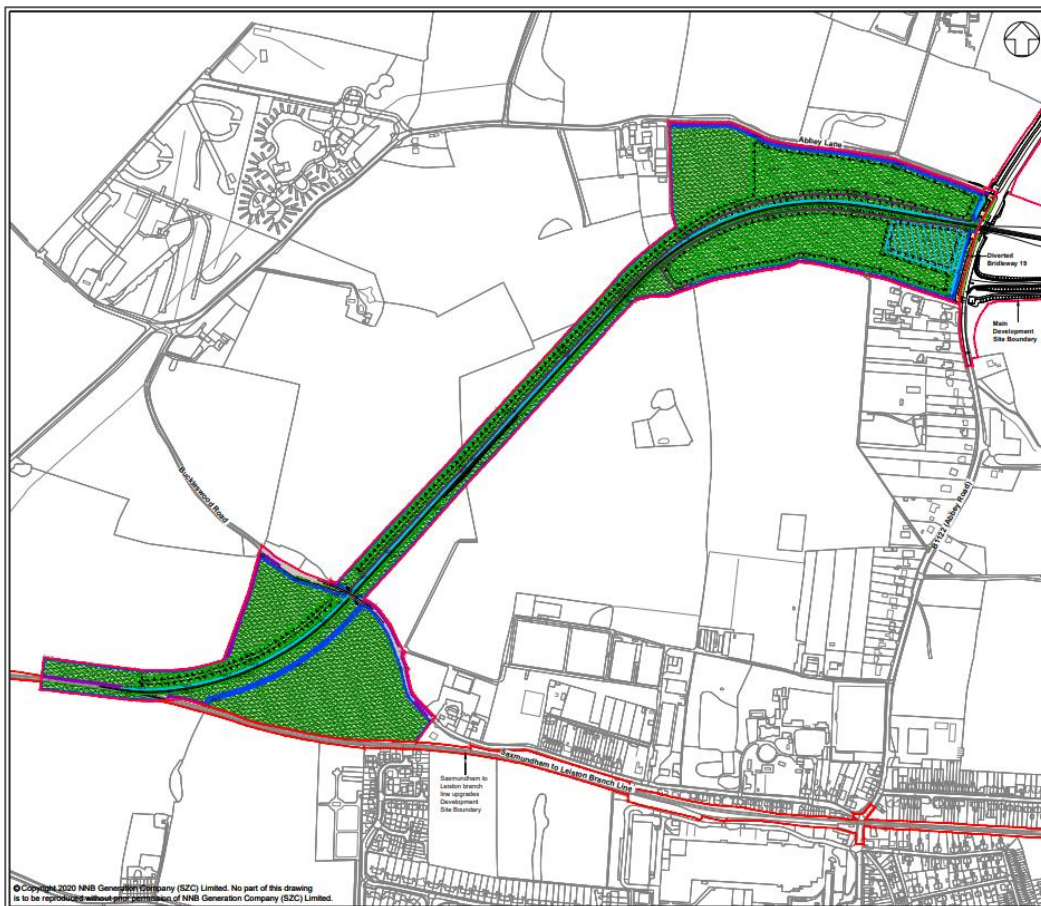 Abbey Lane
Diverted
Bridleway 19
Main
Development
Site Boundary
Buckleswood Road
B1122 (Abbey Road)
Saxmundham to Leiston Branch Line
Saxmundham to
Leiston branch
line upgrades
Development
Site Boundary
© Copyright 2020 NNB Generation Company (SZC) Limited. No part of this drawing
is to be reproduced without prior permission of NNB Generation Company (SZC) Limited.